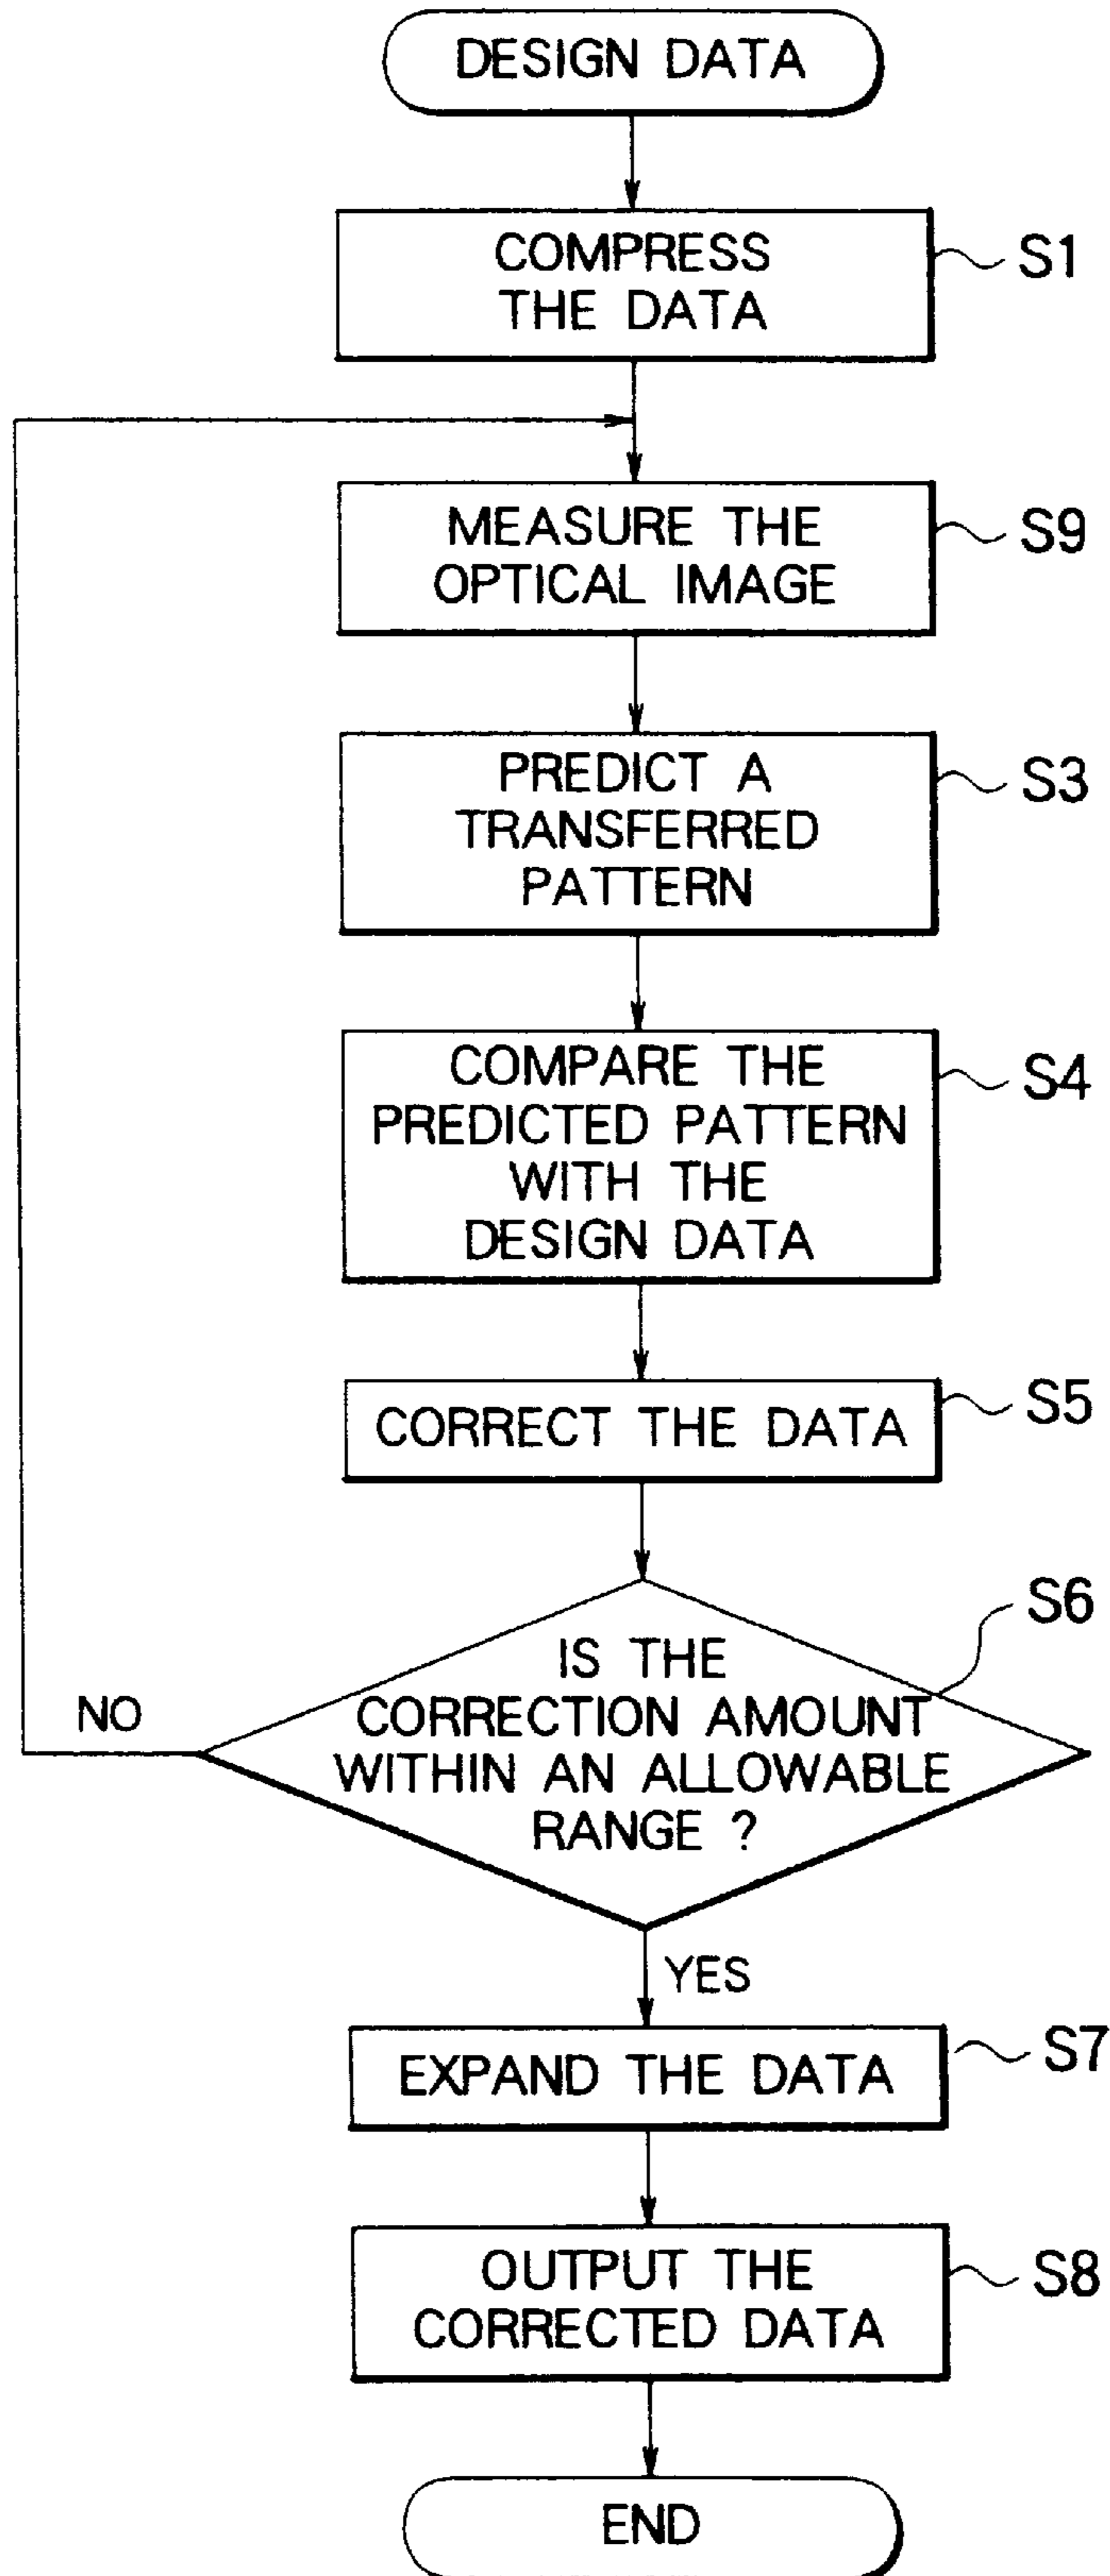 DESIGN DATA
COMPRESS
THE DATA
S1
MEASURE THE
OPTICAL IMAGE
S9
PREDICT A
TRANSFERRED
PATTERN
S3
COMPARE THE
PREDICTED PATTERN
WITH THE
DESIGN DATA
S4
CORRECT THE DATA
S5
IS THE
CORRECTION AMOUNT
WITHIN AN ALLOWABLE
RANGE ?
S6
NO
YES
EXPAND THE DATA
S7
OUTPUT THE
CORRECTED DATA
S8
END